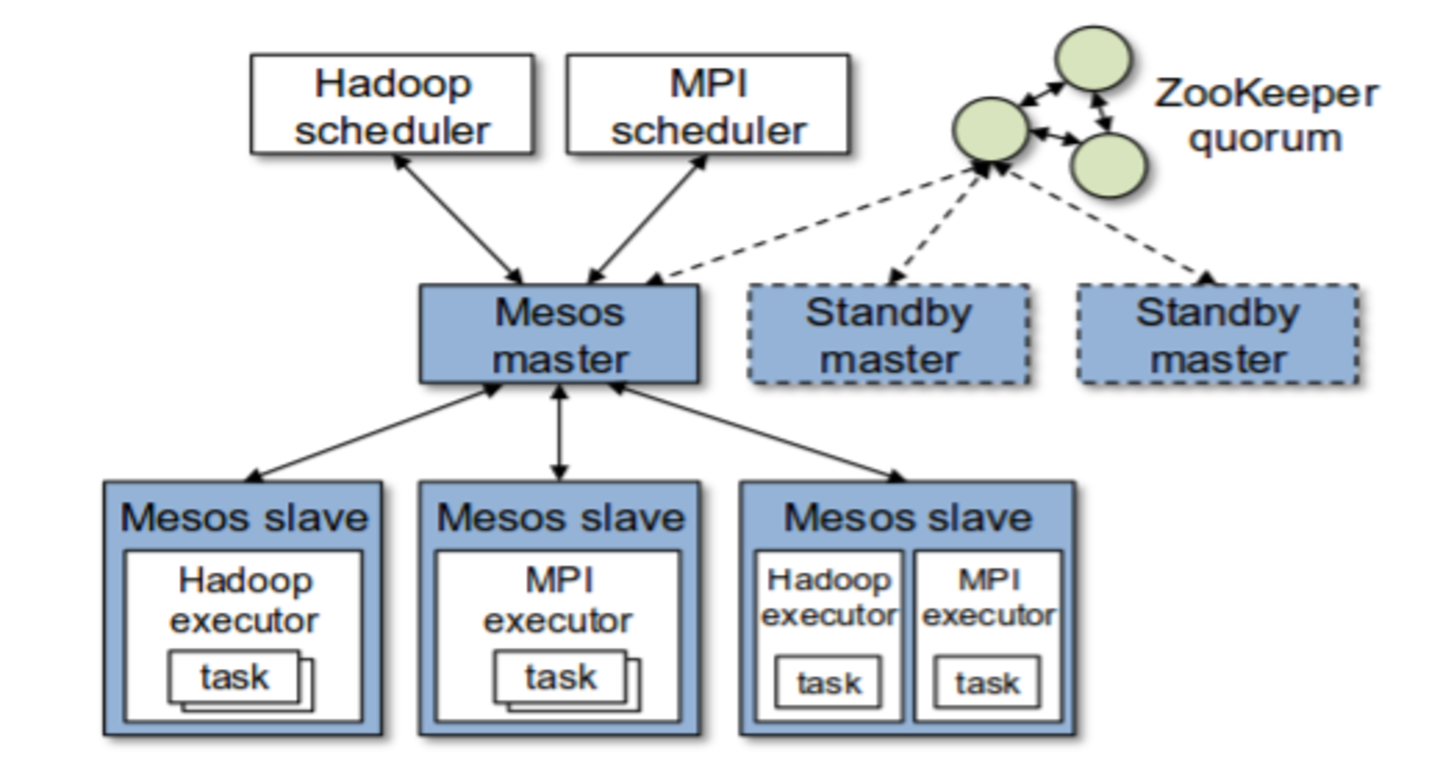 Hadoop
scheduler
MPI
scheduler
ZooKeeper
quorum
Mesos
master
Standby
master
Standby
master
Mesos slave
Hadoop
executor
task
Mesos slave
MPI
executor
task
Mesos slave
Hadoop
executor
task
MPI
executor
task